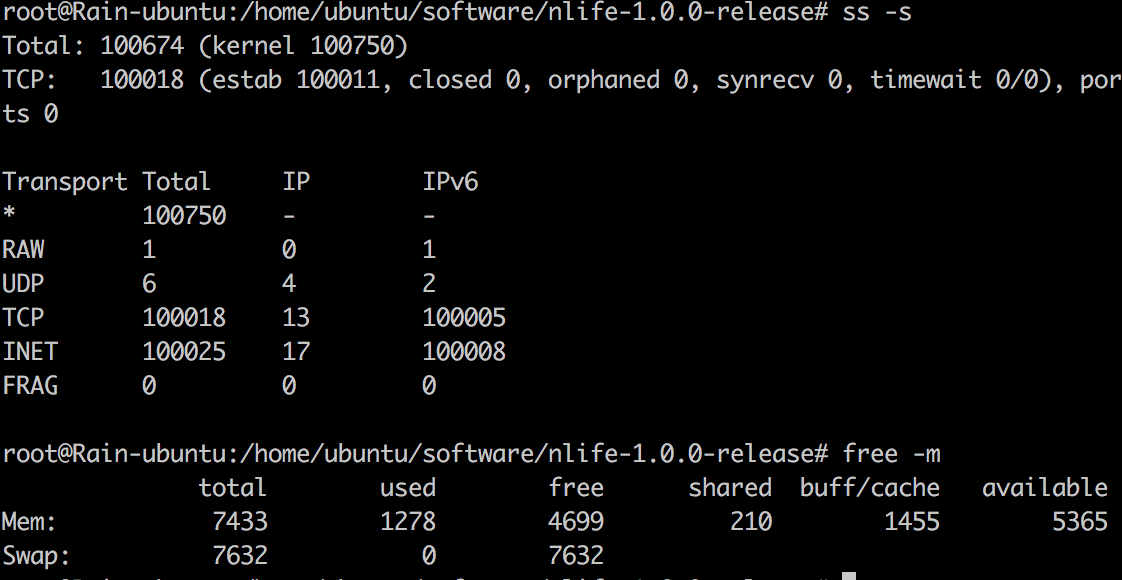 root@Rain-ubuntu:/home/ubuntu/software/nlife-1.0.0-release# ss -s
Total: 100674 (kernel 100750)
TCP:   100018 (estab 100011, closed 0, orphaned 0, synrecv 0, timewait 0/0), por
ts 0
Transport Total     IP        IPv6
*         100750    -         -
RAW       1         0         1
UDP       6         4         2
TCP       100018    13        100005
INET      100025    17        100008
FRAG      0         0         0
root@Rain-ubuntu:/home/ubuntu/software/nlife-1.0.0-release# free -m
              total        used        free      shared  buff/cache   available
Mem:           7433        1278        4699         210        1455        5365
Swap:          7632           0        7632